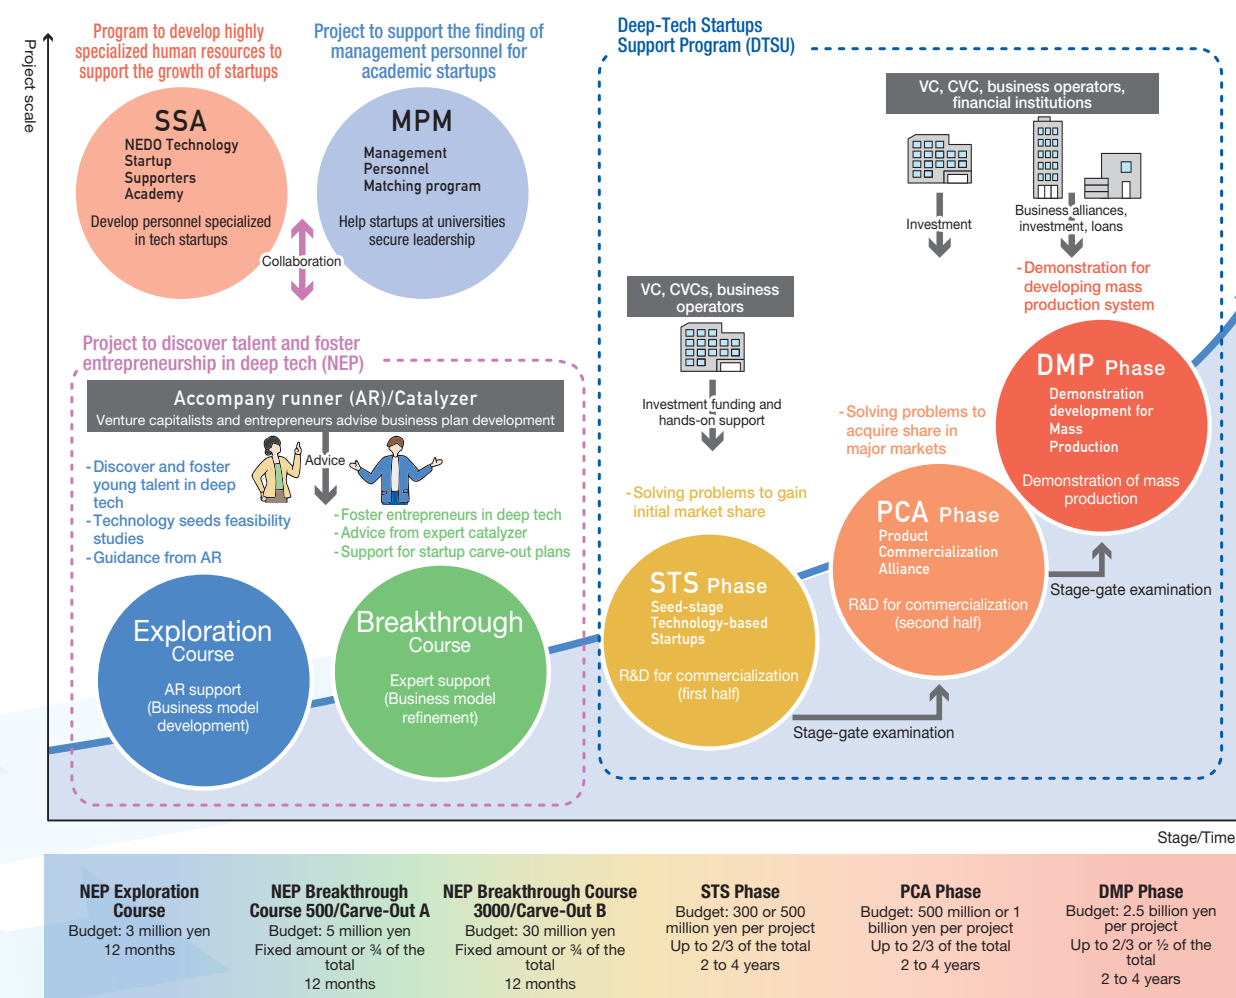 Project scale
Program to develop highly
specialized human resources to
support the growth of startups
SSA
NEDO Technology
Startup
Supporters
Academy
Develop personnel specialized
in tech startups
Project to support the finding of
management personnel for
academic startups
MPM
Management
Personnel
Matching program
Help startups at universities
secure leadership
Collaboration
Project to discover talent and foster
entrepreneurship in deep tech (NEP)
Accompany runner (AR)/Catalyzer
Venture capitalists and entrepreneurs advise business plan development
Advice
-Discover and foster
young talent in deep
tech
-Technology seeds feasibility
studies
-Guidance from AR
-Foster entrepreneurs in deep tech
-Advice from expert catalyzer
-Support for startup carve-out plans
Exploration
Course
AR support
(Business model
development)
Breakthrough
Course
Expert support
(Business model
refinement)
Deep-Tech Startups
Support Program (DTSU)
VC, CVCs, business
operators
Investment funding and
hands-on support
-Solving problems to gain
initial market share
STS Phase
Seed-stage
Technology-based
Startups
R&D for commercialization
(first half)
Stage-gate examination
VC, CVC, business operators,
financial institutions
Investment
Business alliances,
investment, loans
-Solving problems to
acquire share in
major markets
PCA Phase
Product
Commercialization
Alliance
R&D for commercialization
(second half)
Stage-gate examination
-Demonstration for
developing mass
production system
DMP Phase
Demonstration
development for
Mass
Production
Demonstration of mass
production
Stage/Time
NEP Exploration
Course
Budget: 3 million yen
12 months
NEP Breakthrough
Course 500/Carve-Out A
Budget: 5 million yen
Fixed amount or ¾ of the
total
12 months
NEP Breakthrough Course
3000/Carve-Out B
Budget: 30 million yen
Fixed amount or ¾ of the
total
12 months
STS Phase
Budget: 300 or 500
million yen per project
Up to 2/3 of the total
2 to 4 years
PCA Phase
Budget: 500 million or 1
billion yen per project
Up to 2/3 of the total
2 to 4 years
DMP Phase
Budget: 2.5 billion yen
per project
Up to 2/3 or ½ of the
total
2 to 4 years